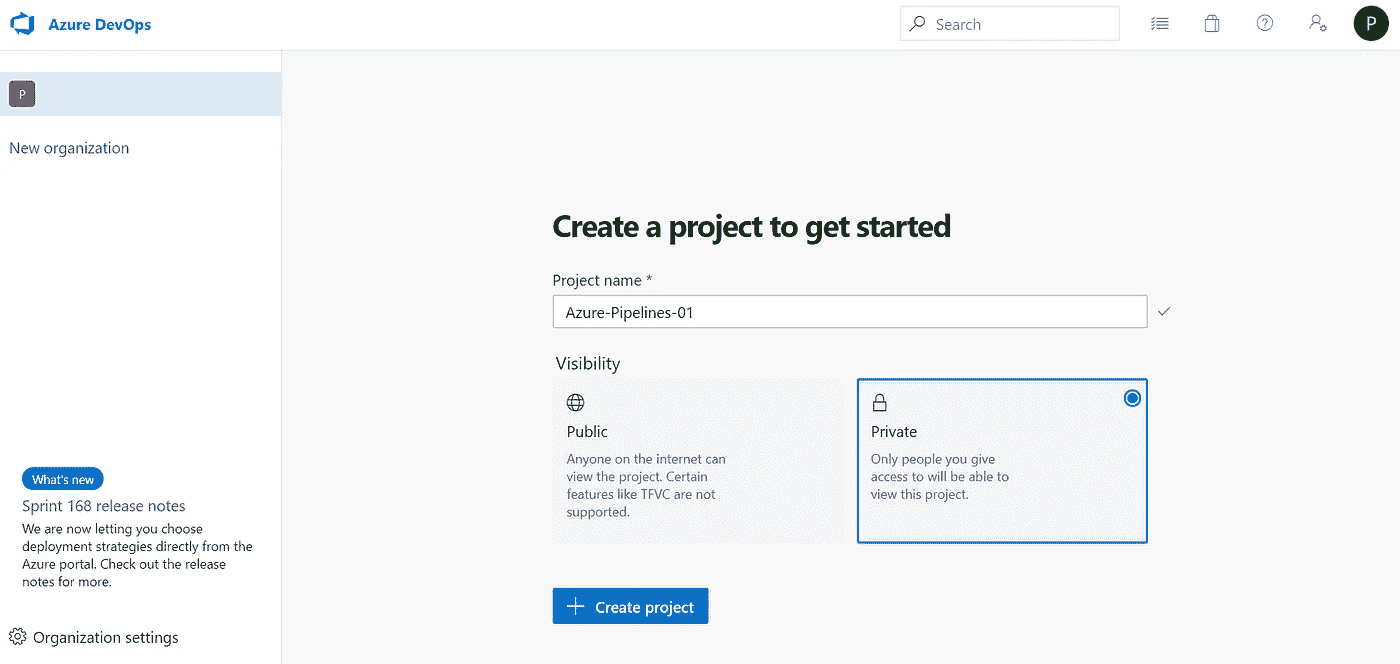 Azure DevOps
Search
P
P
New organization
Create a project to get started
Project name *
Azure-Pipelines-01
Visibility
Public
Anyone on the internet can
view the project. Certain
features like TFVC are not
supported.
Private
Only people you give
access to will be able to
view this project.
Create project
What's new
Sprint 168 release notes
We are now letting you choose
deployment strategies directly from the
Azure portal. Check out the release
notes for more.
Organization settings